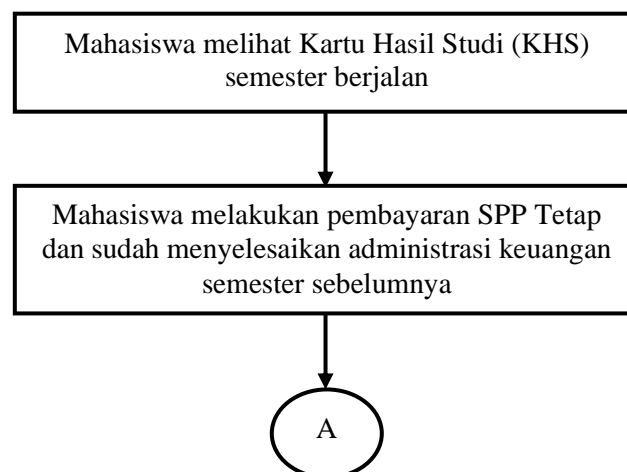 Mahasiswa melihat Kartu Hasil Studi (KHS)
semester berjalan
Mahasiswa melakukan pembayaran SPP Tetap
dan sudah menyelesaikan administrasi keuangan
semester sebelumnya
A